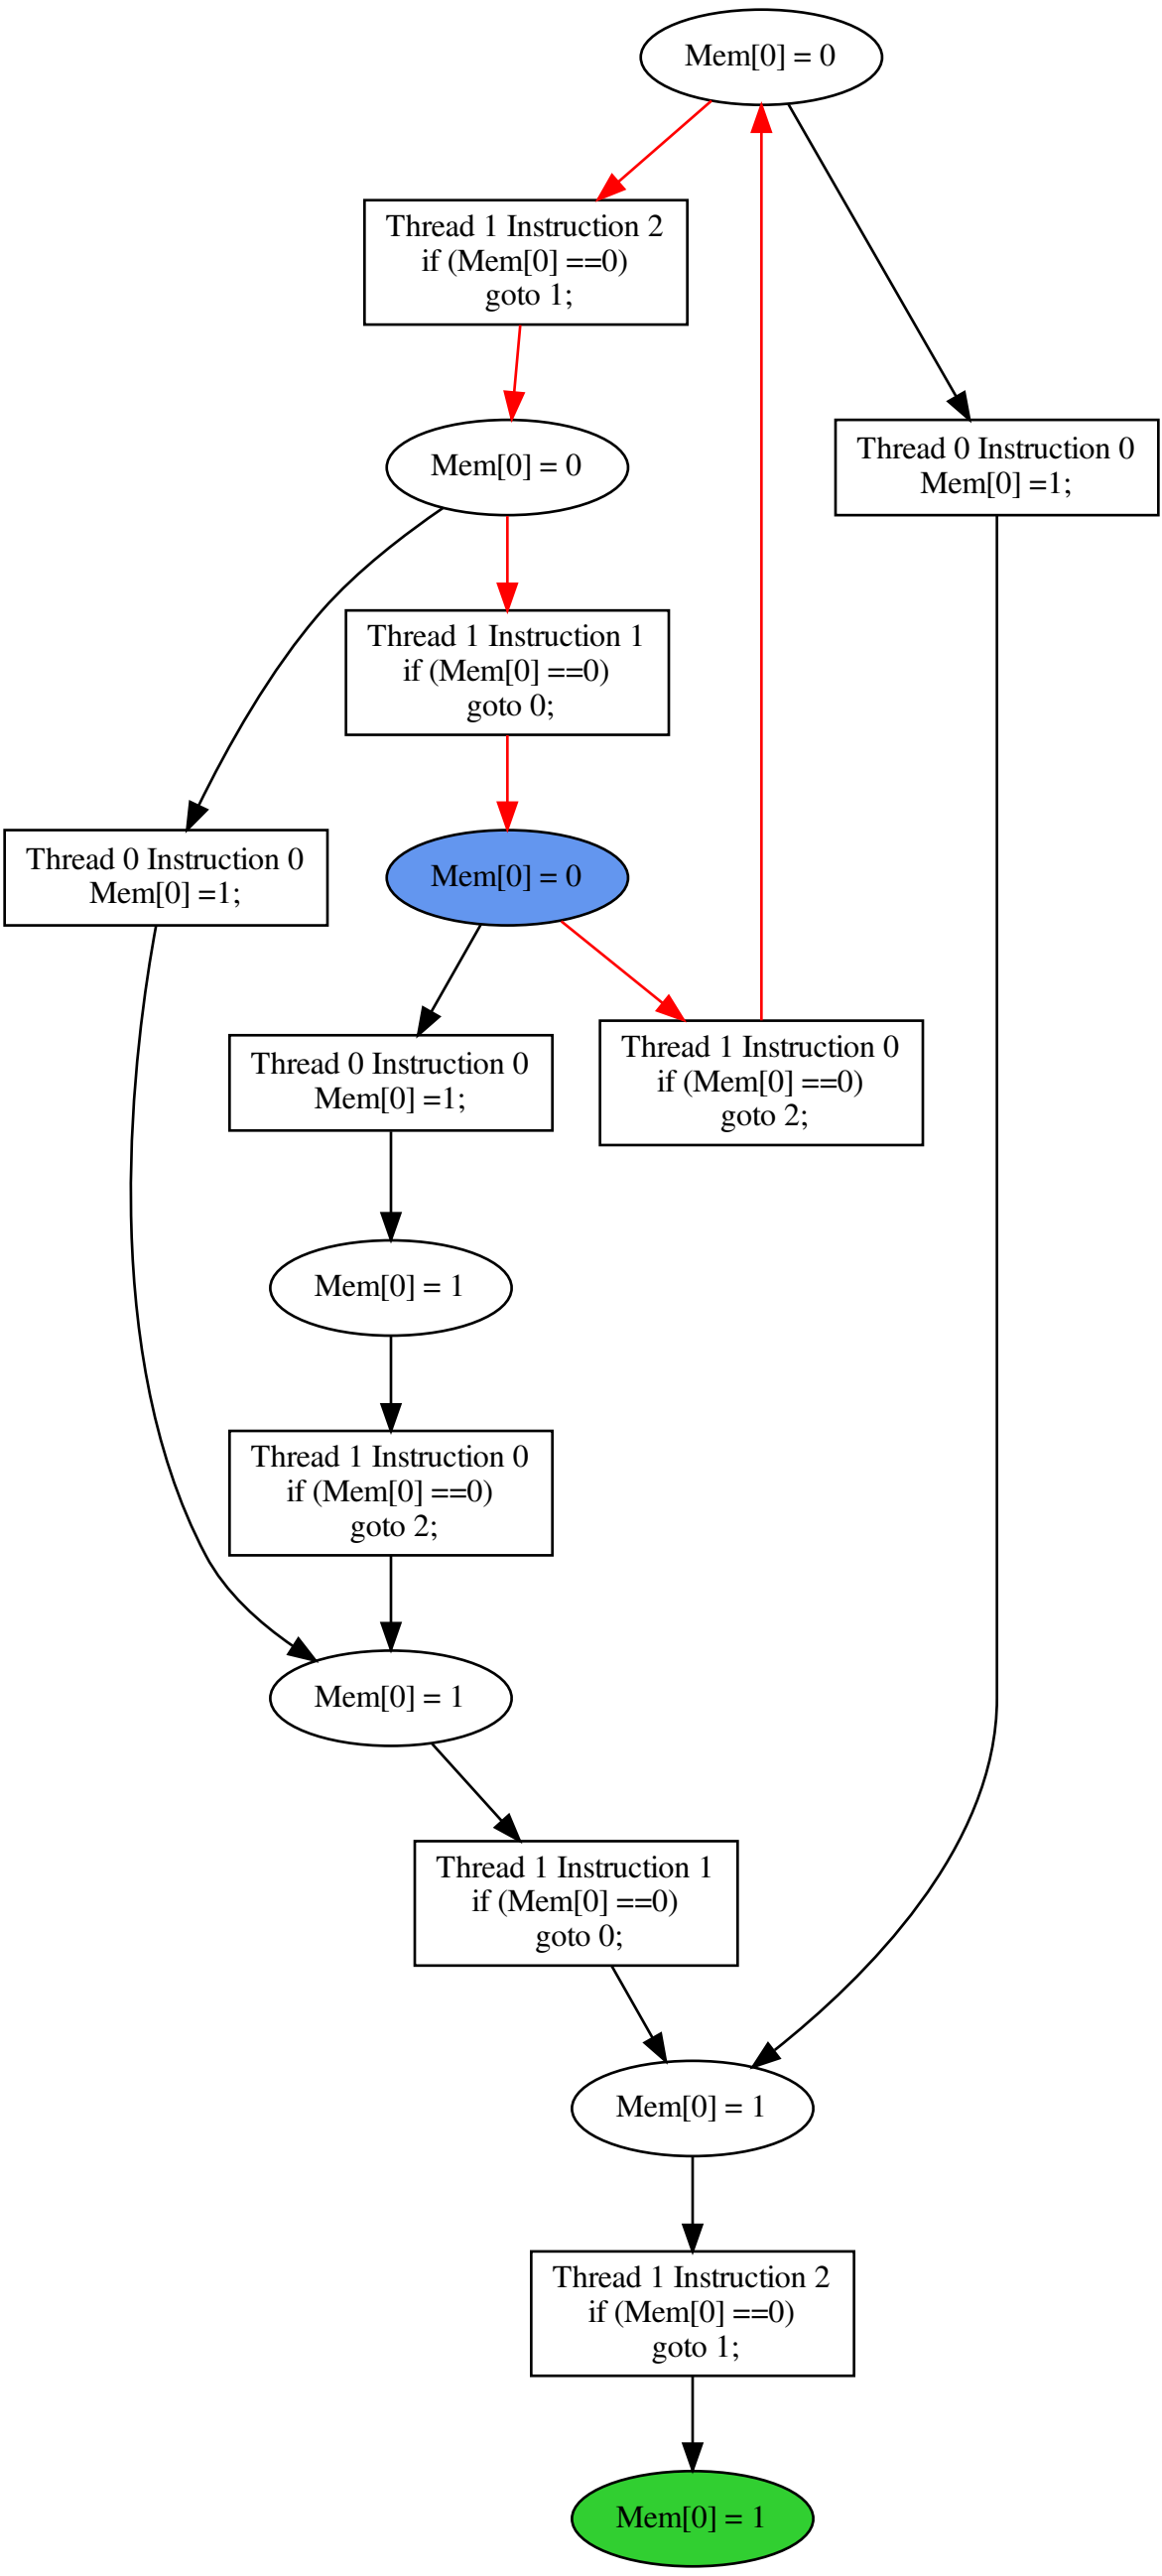 Mem[0] = 0
Thread 1 Instruction 2
if (Mem[0] ==0)
goto 1;
Mem[0] = 0
Thread 0 Instruction 0
Mem[0] =1;
Thread 1 Instruction 1
if (Mem[0] ==0)
goto 0;
Thread 0 Instruction 0
Mem[0] =1;
Mem[0] = 0
Thread 0 Instruction 0
Mem[0] =1;
Thread 1 Instruction 0
if (Mem[0] ==0)
goto 2;
Mem[0] = 1
Thread 1 Instruction 0
if (Mem[0] ==0)
goto 2;
Mem[0] = 1
Thread 1 Instruction 1
if (Mem[0] ==0)
goto 0;
Mem[0] = 1
Thread 1 Instruction 2
if (Mem[0] ==0)
goto 1;
Mem[0] = 1